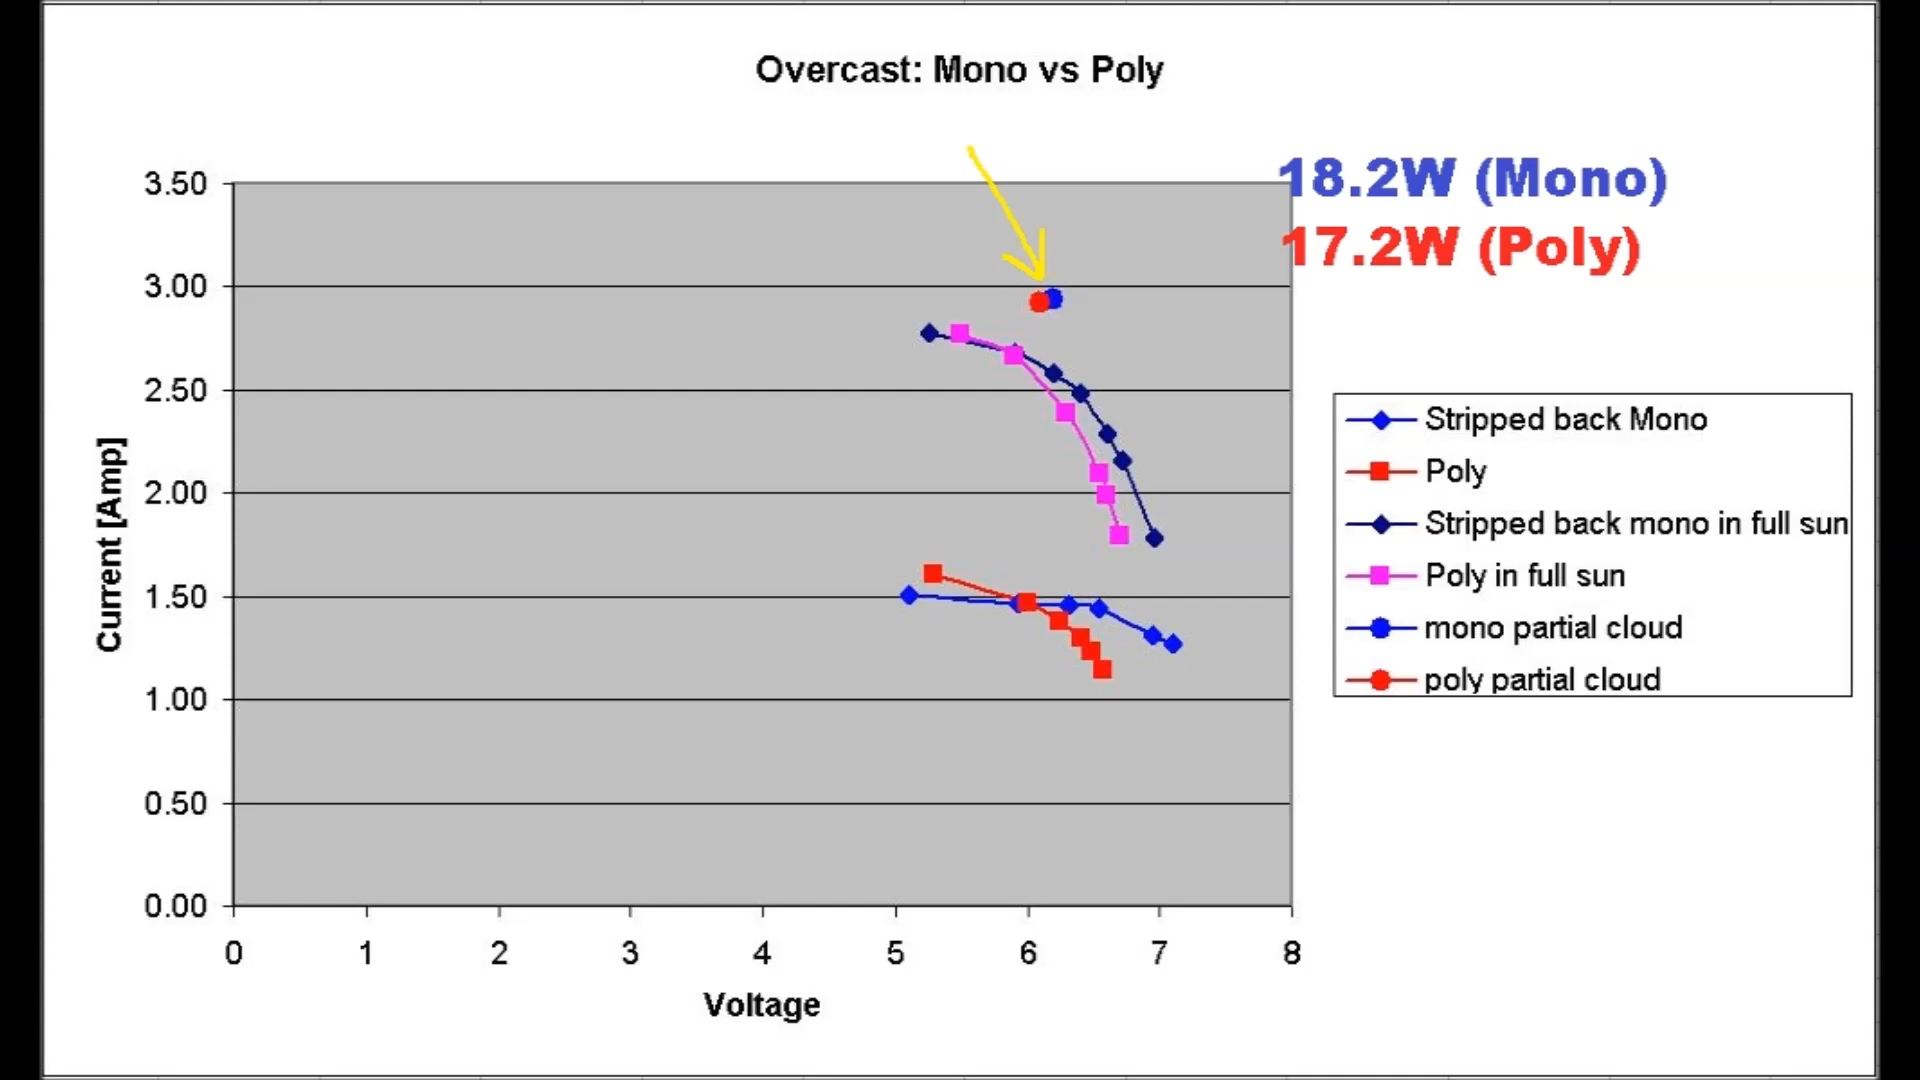 Overcast: Mono vs Poly
18.2W (Mono)
17.2W (Poly)
3.50
3.00
2.50
2.00
1.50
1.00
0.50
0.00
Current [Amp]
0 1 2 3 4 5 6 7 8
Voltage
Stripped back Mono
Poly
Stripped back mono in full sun
Poly in full sun
mono partial cloud
poly partial cloud